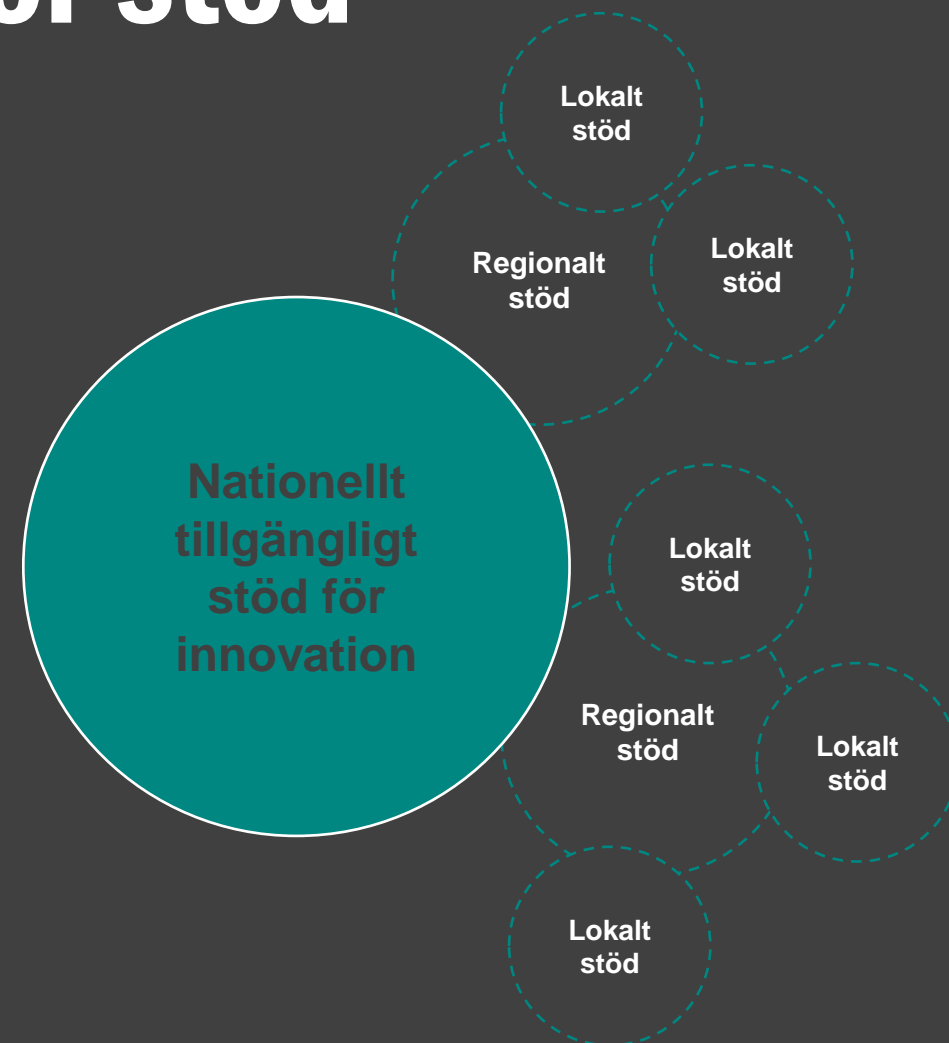 stöd
Lokalt
stöd
Regionalt
stöd
Lokalt
stöd
Nationellt
tillgängligt
stöd för
innovation
Lokalt
stöd
Regionalt
stöd
Lokalt
stöd
Lokalt
stöd